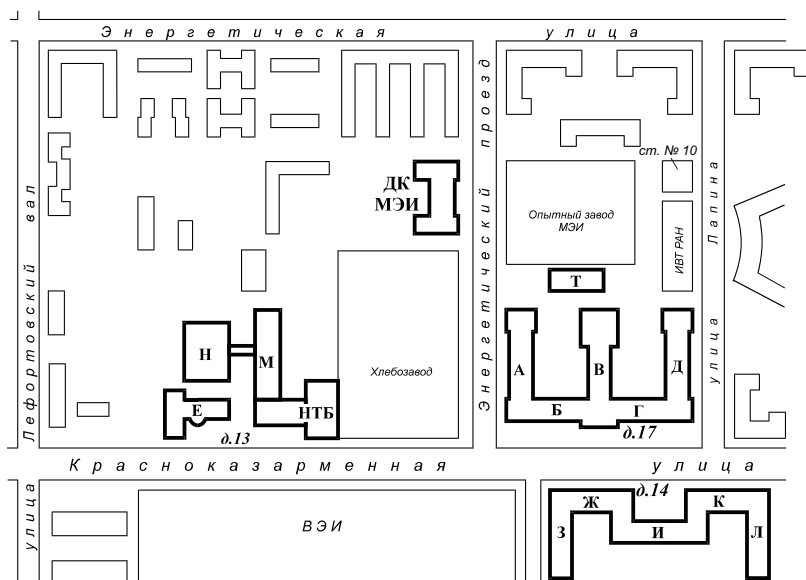 Энергетическая улица
проезд
ст. № 10
ДК
МЭИ
Опытный завод
МЭИ
ИВТ РАН
Лапина
вал
Т
Лефортовский
Энергетический
улица
Н
М
Хлебозавод
А
В
Д
Е
НТБ
Б
Г
д.13
д.17
Красноказарменная улица
улица
ВЭИ
д.14
Ж
К
З
И
Л